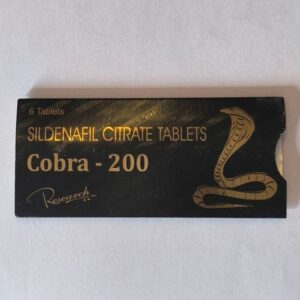 6 Tablets
SILDENAFIL CITRATE TABLETS
Cobra - 200
Research